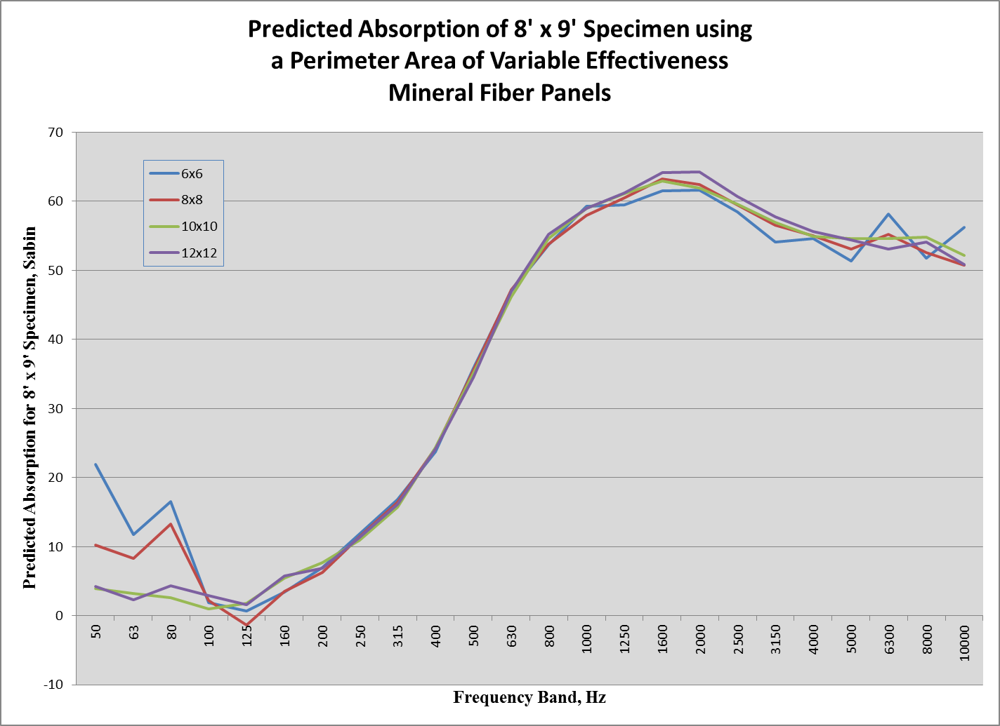 Predicted Absorption of 8' x 9' Specimen using
a Perimeter Area of Variable Effectiveness
Mineral Fiber Panels
Predicted Absorption for 8' x 9' Specimen, Sabin
70
60
50
40
30
20
10
0
-10
6x6
8x8
10x10
12x12
50 63 80 100 125 160 200 250 315 400 500 630 800 1000 1250 1600 2000 2500 3150 4000 5000 6300 8000 10000
Frequency Band, Hz